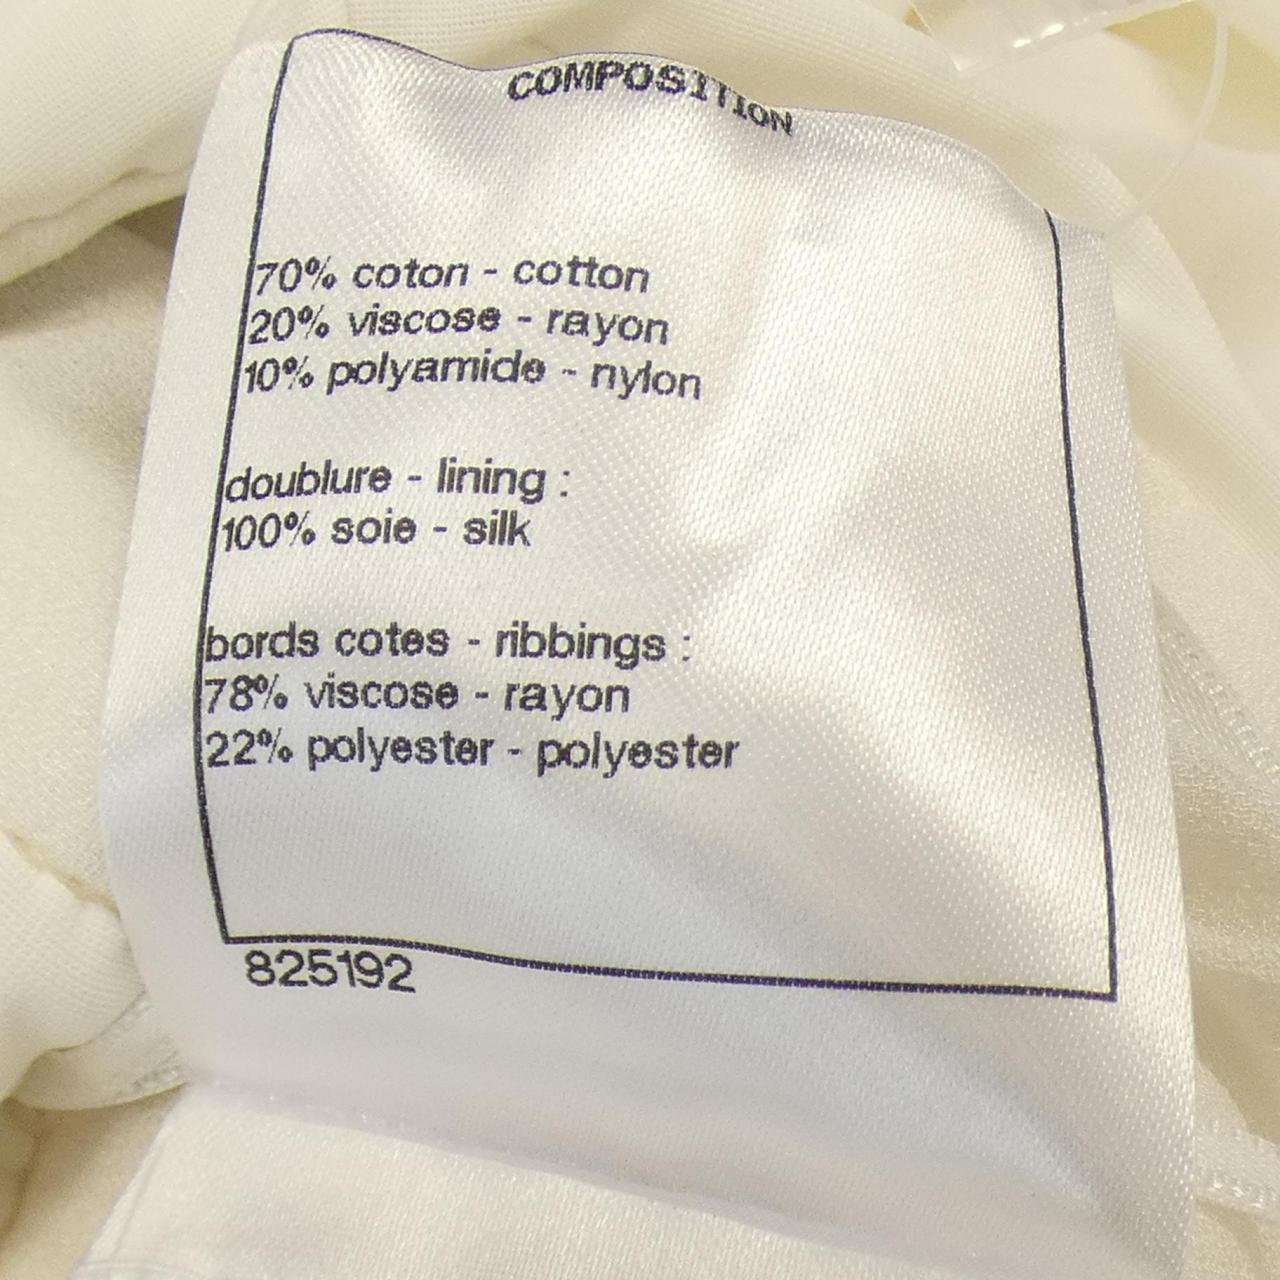 COMPOSITION
70% coton - cotton
20% viscose - rayon
10% polyamide - nylon
doublure - lining :
100% soie - silk
bords cotes - ribbings :
78% viscose - rayon
22% polyester - polyester
825192